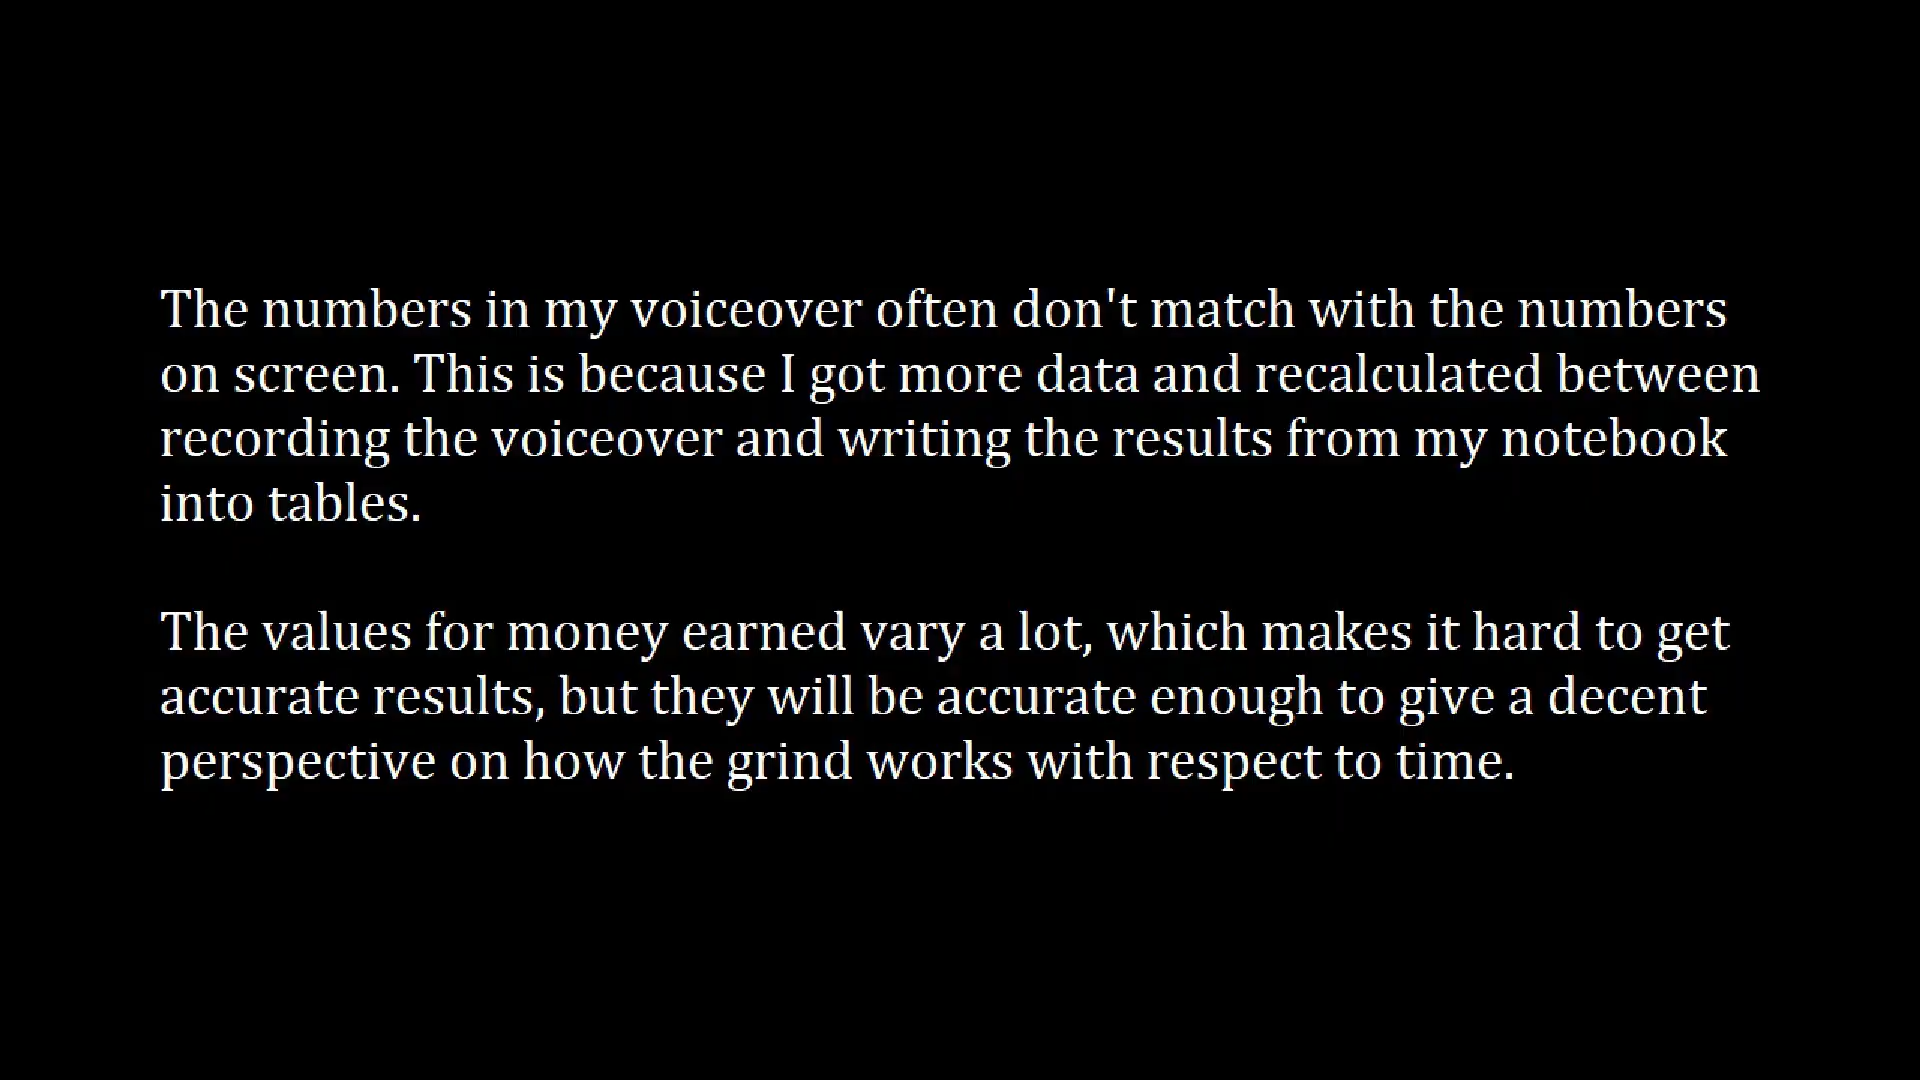 The numbers in my voiceover often don't match with the numbers
on screen. This is because I got more data and recalculated between
recording the voiceover and writing the results from my notebook
into tables.
The values for money earned vary a lot, which makes it hard to get
accurate results, but they will be accurate enough to give a decent
perspective on how the grind works with respect to time.